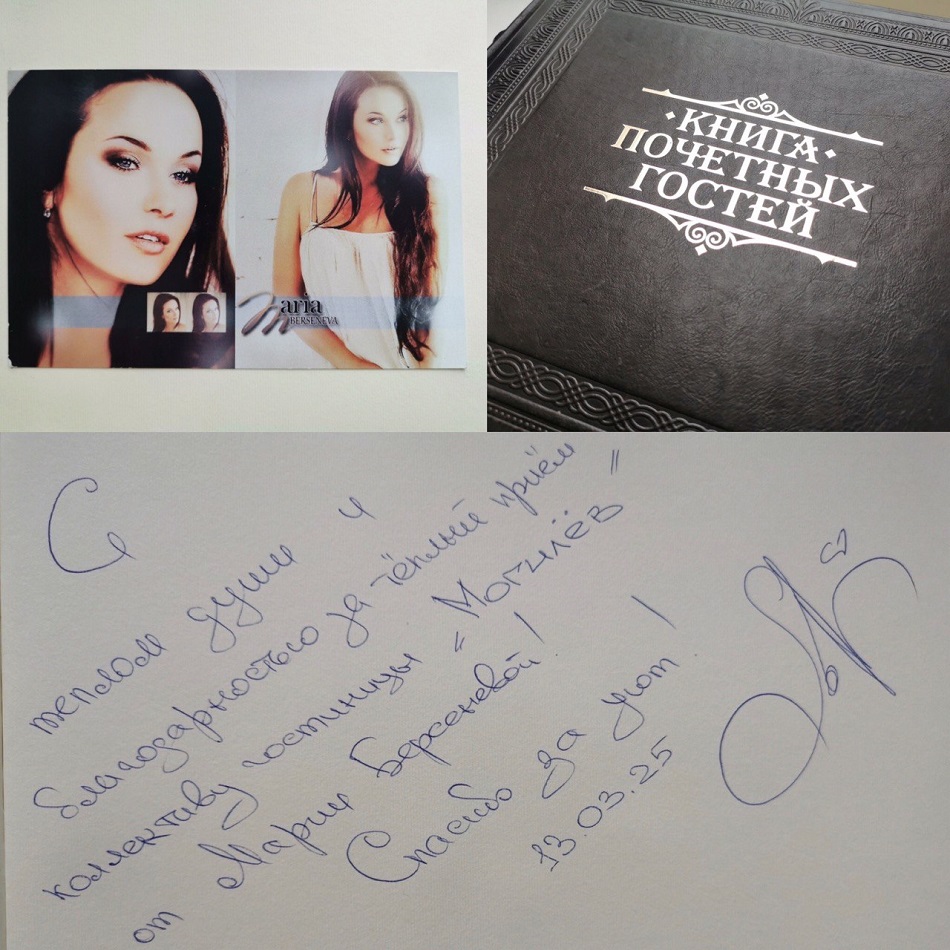 Maria
BERSENEVA
КНИГА
ПОЧЕТНЫХ
ГОСТЕЙ
С
теплом души и
благодарностью за тёплый приём
коллективу гостиницы "Могилёв"
от Марии Берсеневой!
Спасибо за уют!
13.03.25